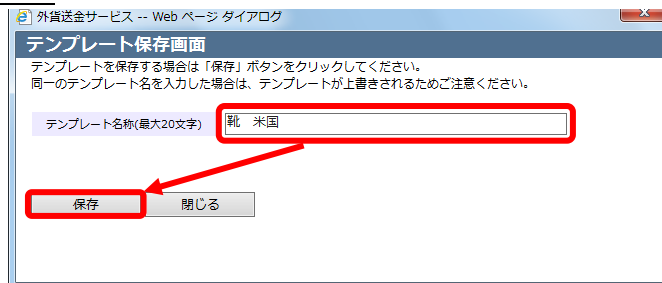 外貨送金サービス -- Web ページ ダイアログ
テンプレート保存画面
テンプレートを保存する場合は「保存」ボタンをクリックしてください。
同一のテンプレート名を入力した場合は、テンプレートが上書きされるためご注意ください。
テンプレート名称(最大20文字) 靴　米国
保存 閉じる